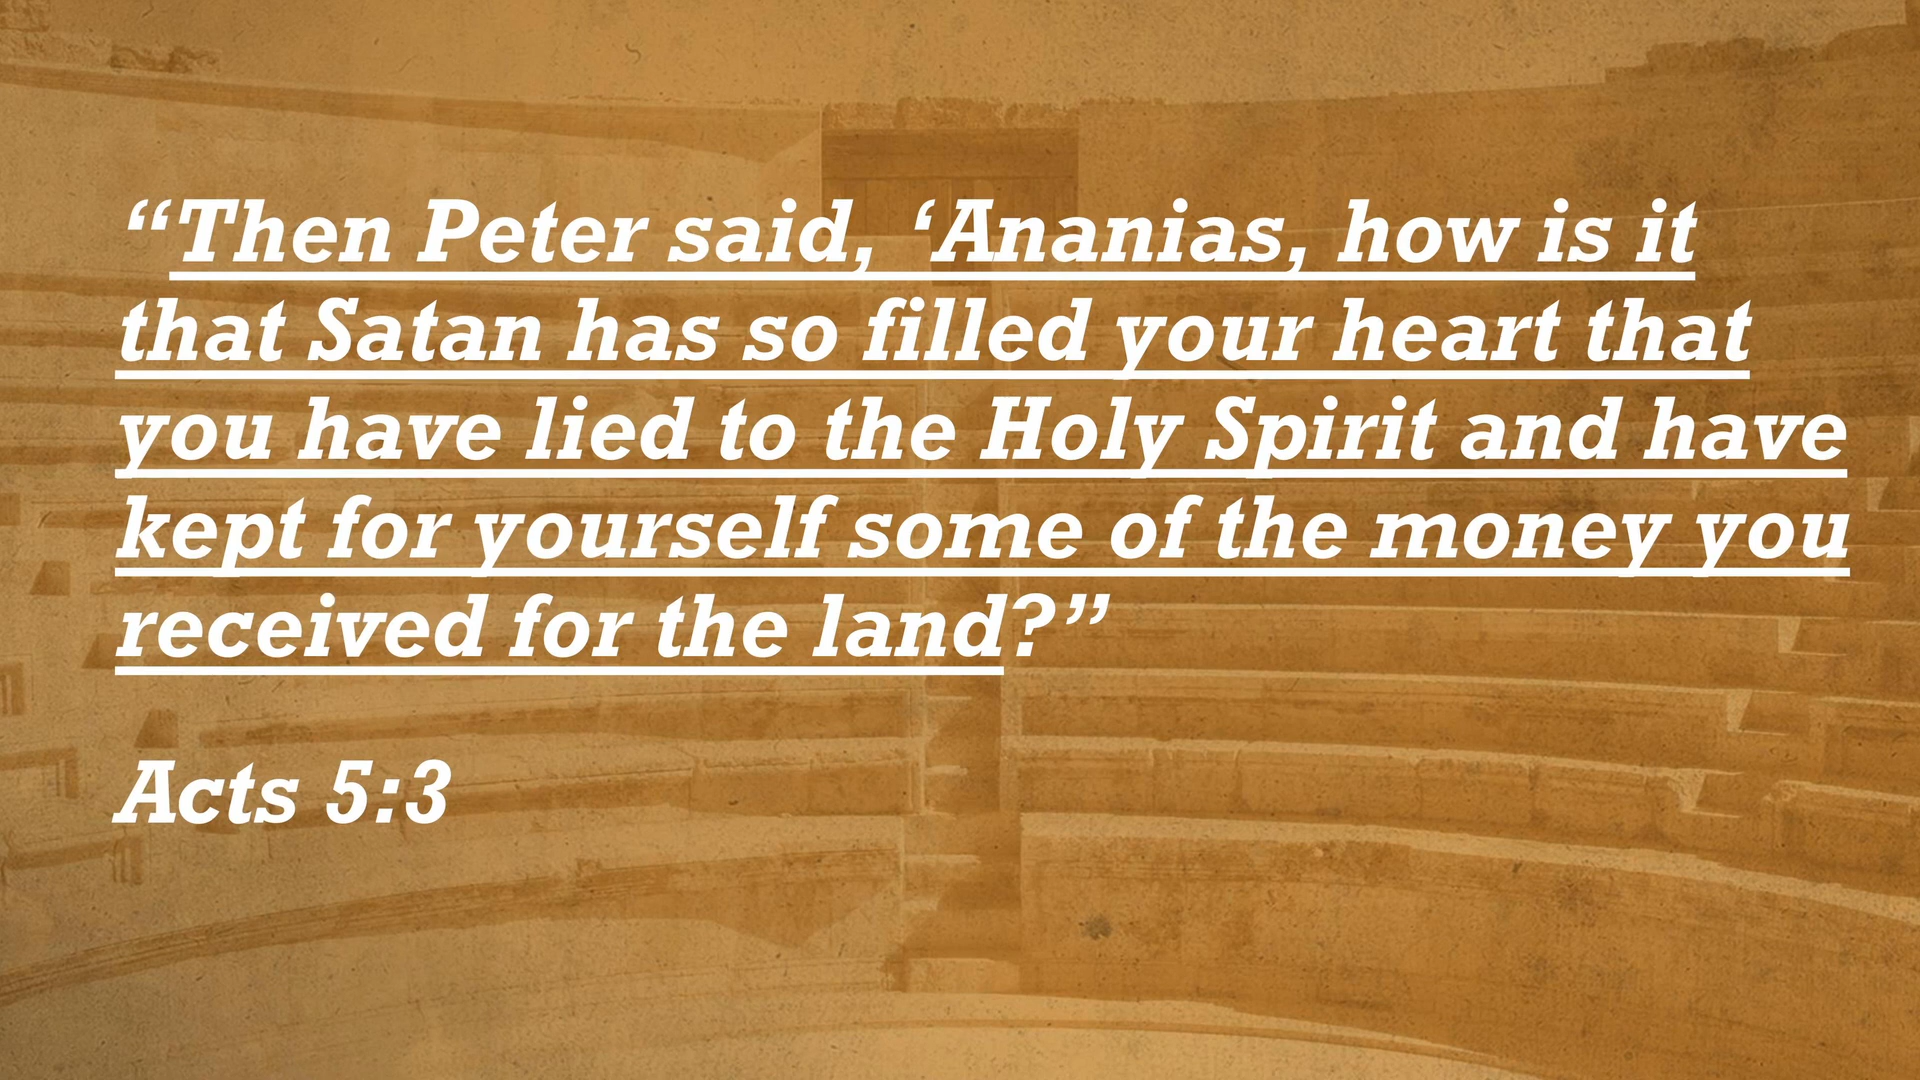 “Then Peter said, ‘Ananias, how is it
that Satan has so filled your heart that
you have lied to the Holy Spirit and have
kept for yourself some of the money you
received for the land?”
Acts 5:3